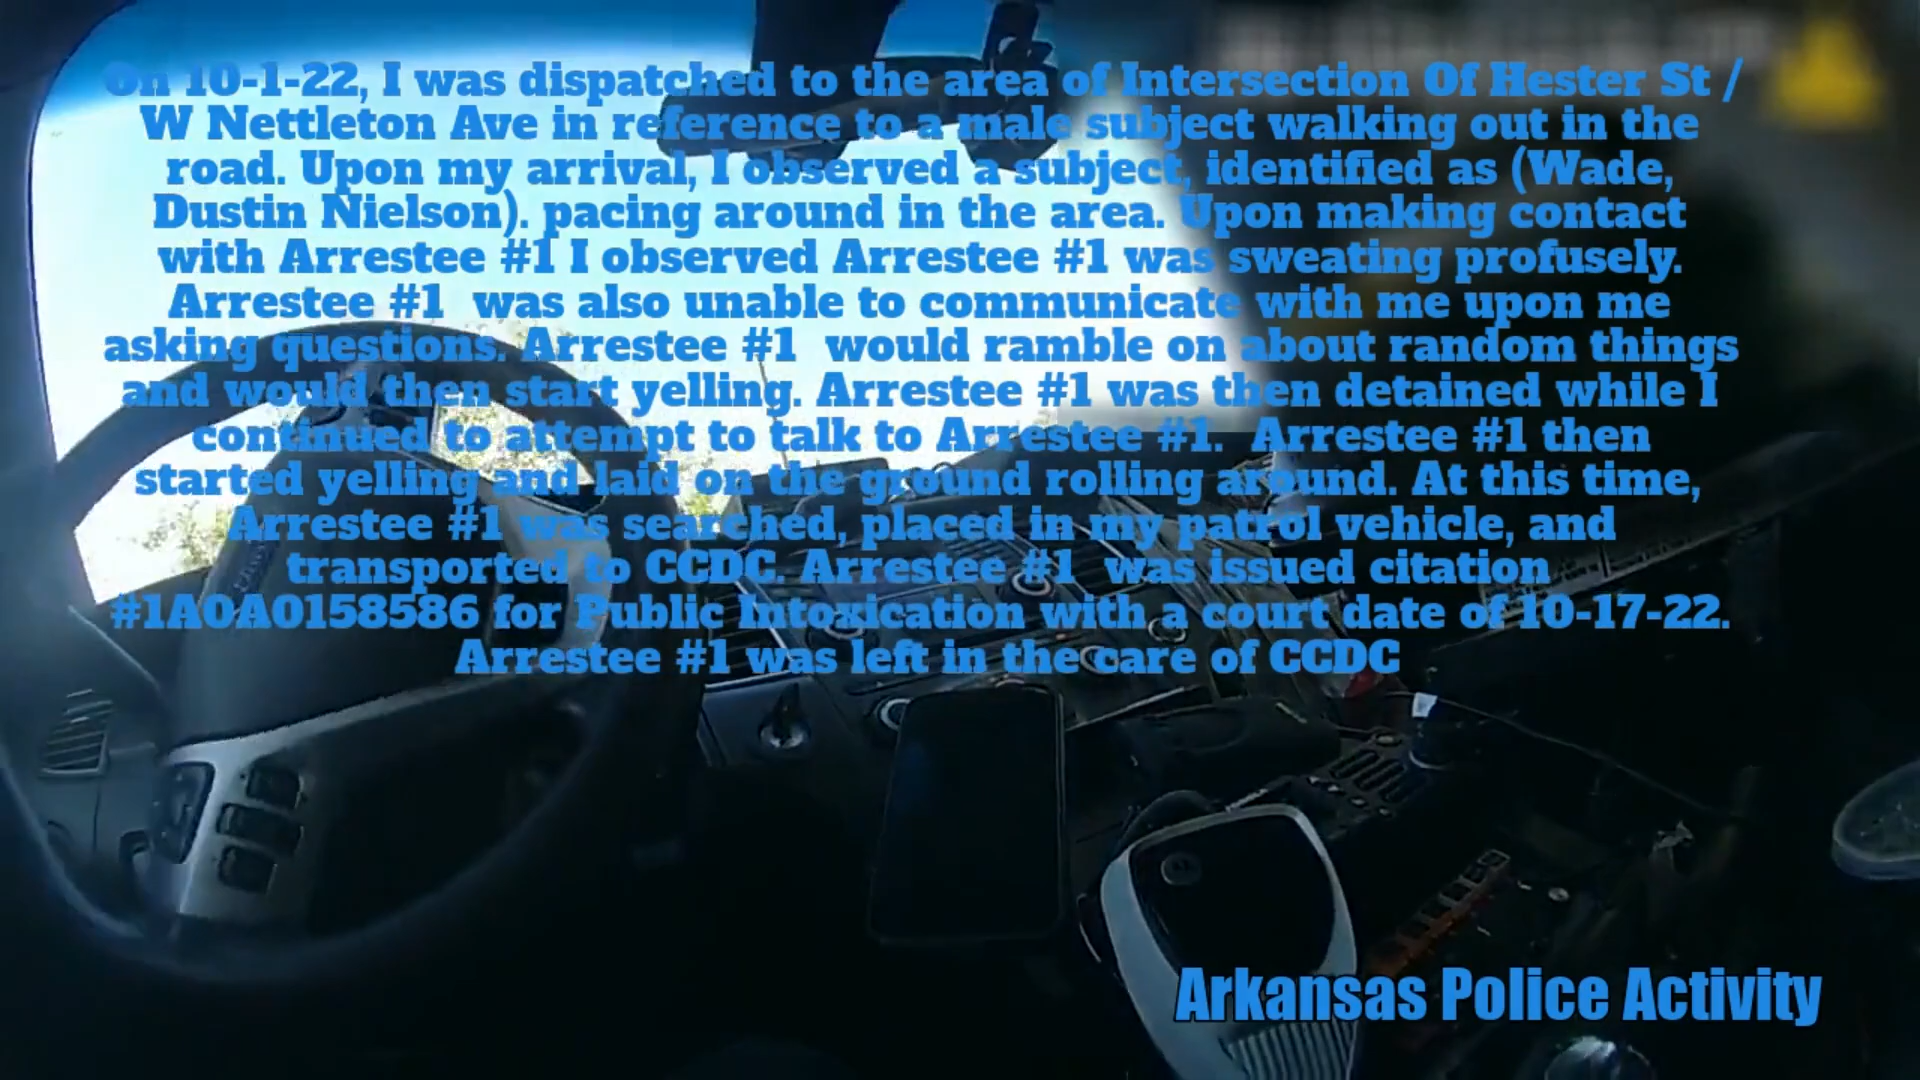 On 10-1-22, I was dispatched to the area of Intersection Of Hester St /
W Nettleton Ave in reference to a male subject walking out in the
road. Upon my arrival, I observed a subject, identified as (Wade,
Dustin Nielson). pacing around in the area. Upon making contact
with Arrestee #1 I observed Arrestee #1 was sweating profusely.
Arrestee #1 was also unable to communicate with me upon me
asking questions. Arrestee #1 would ramble on about random things
and would then start yelling. Arrestee #1 was then detained while I
continued to attempt to talk to Arrestee #1. Arrestee #1 then
started yelling and laid on the ground rolling around. At this time,
Arrestee #1 was searched, placed in my patrol vehicle, and
transported to CCDC. Arrestee #1 was issued citation
#1A0A0158586 for Public Intoxication with a court date of 10-17-22.
Arrestee #1 was left in the care of CCDC
Arkansas Police Activity